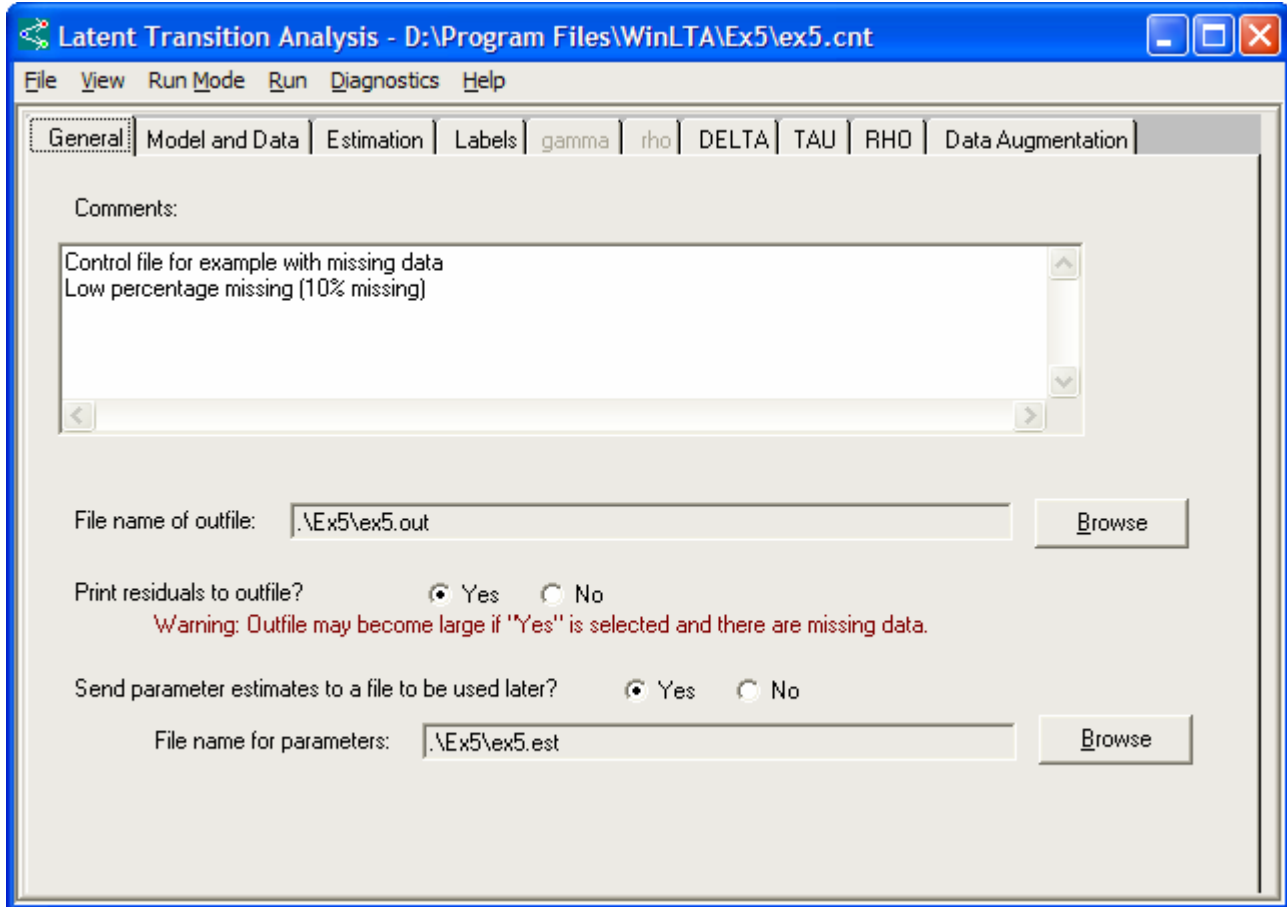 Latent Transition Analysis - D:\Program Files\WinLTA\Ex5\ex5.cnt
File View Run Mode Run Diagnostics Help
General Model and Data Estimation Labels gamma rho DELTA TAU RHO Data Augmentation
Comments:
Control file for example with missing data
Low percentage missing (10% missing)
File name of outfile: .\Ex5\ex5.out Browse
Print residuals to outfile? Yes No
Warning: Outfile may become large if "Yes" is selected and there are missing data.
Send parameter estimates to a file to be used later? Yes No
File name for parameters: .\Ex5\ex5.est Browse